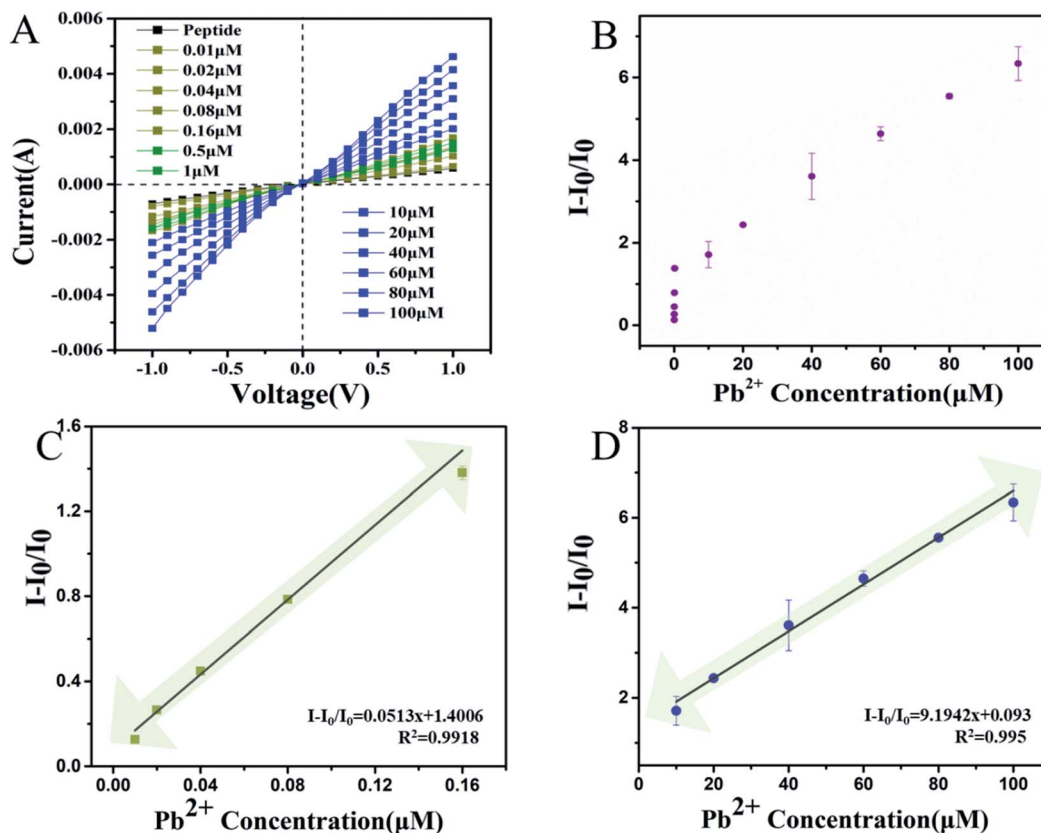 A
Peptide
0.01μM
0.02μM
0.04μM
0.08μM
0.16μM
0.5μM
1μM
10μM
20μM
40μM
60μM
80μM
100μM
0.006
0.004
0.002
0.000
-0.002
-0.004
-0.006
Current(A)
-1.0 -0.5 0.0 0.5 1.0
Voltage(V)
B
6
4
2
0
I-I0/I0
0 20 40 60 80 100
Pb2+ Concentration(μM)
C
1.6
1.2
0.8
0.4
0.0
I-I0/I0
I-I0/I0=0.0513x+1.4006
R2=0.9918
0.00 0.04 0.08 0.12 0.16
Pb2+ Concentration(μM)
D
8
6
4
2
I-I0/I0
I-I0/I0=9.1942x+0.093
R2=0.995
0 20 40 60 80 100
Pb2+ Concentration(μM)